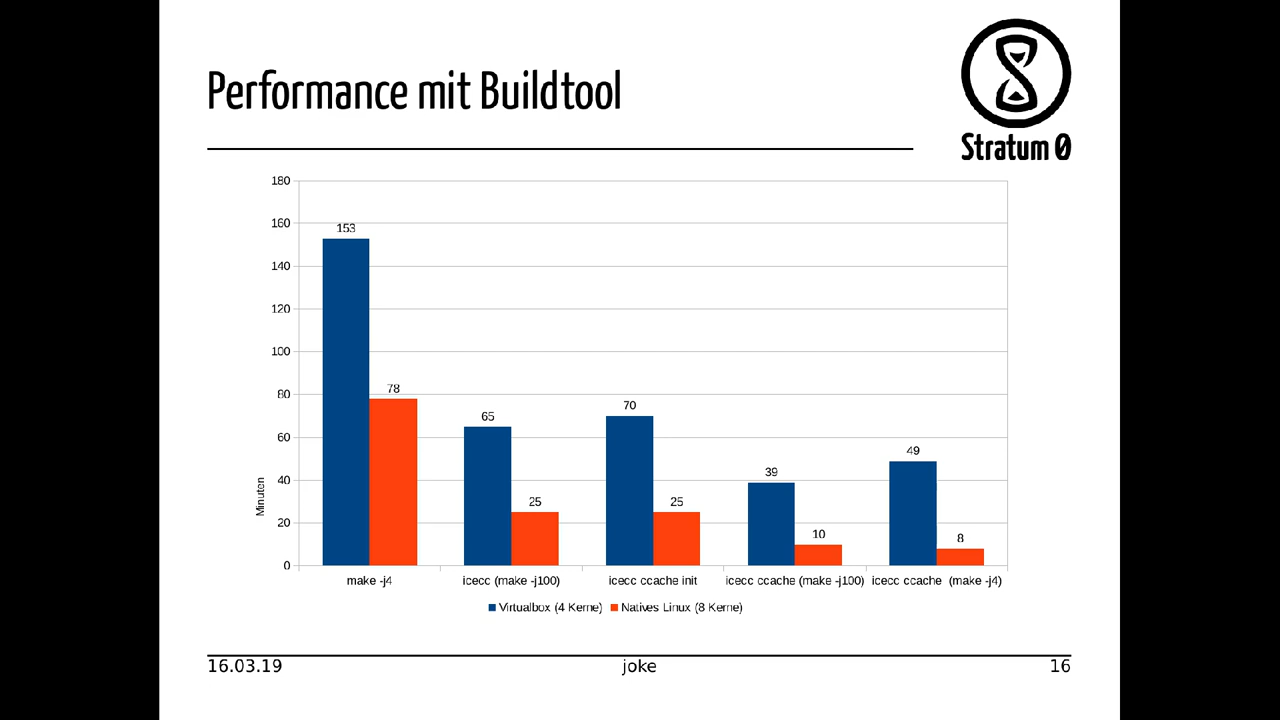 Performance mit Buildtool
Stratum 0
180
160
140
120
100
80
60
40
20
0
Minuten
153
78
65
25
70
25
39
10
49
8
make -j4
icecc (make -j100)
icecc ccache init
icecc ccache (make -j100)
icecc ccache  (make -j4)
Virtualbox (4 Kerne)
Natives Linux (8 Kerne)
16.03.19
joke
16